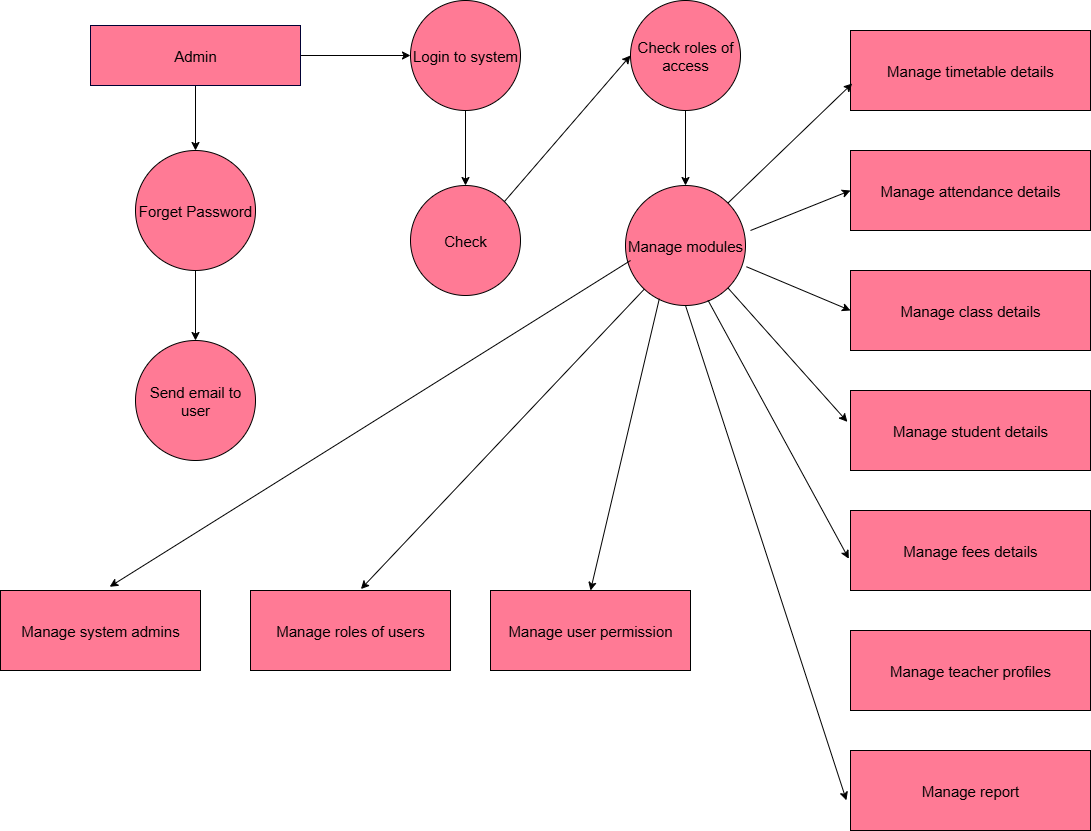 Admin
Login to system
Check roles of
access
Manage timetable details
Forget Password
Check
Manage modules
Manage attendance details
Manage class details
Send email to
user
Manage student details
Manage fees details
Manage system admins
Manage roles of users
Manage user permission
Manage teacher profiles
Manage report